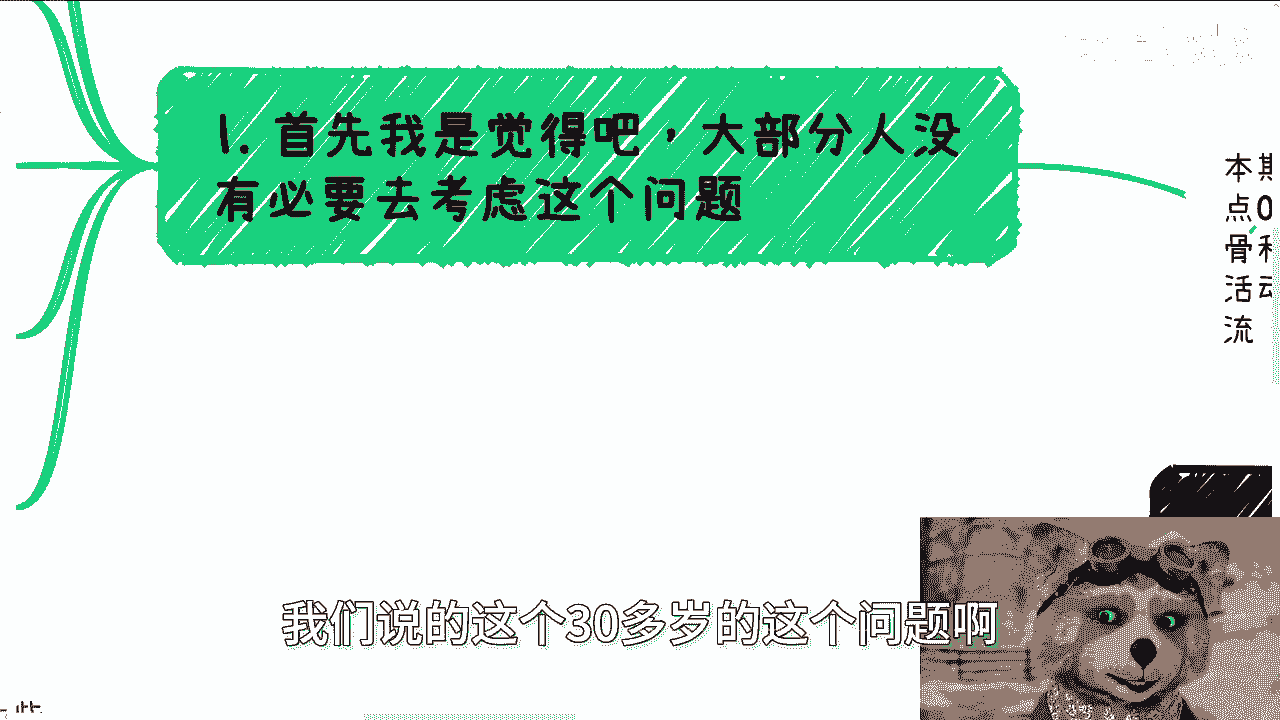 1. 首先我是觉得吧，大部分人没
有必要去考虑这个问题
本期
点0
骨和
活动
流
我们说的这个30多岁的这个问题啊